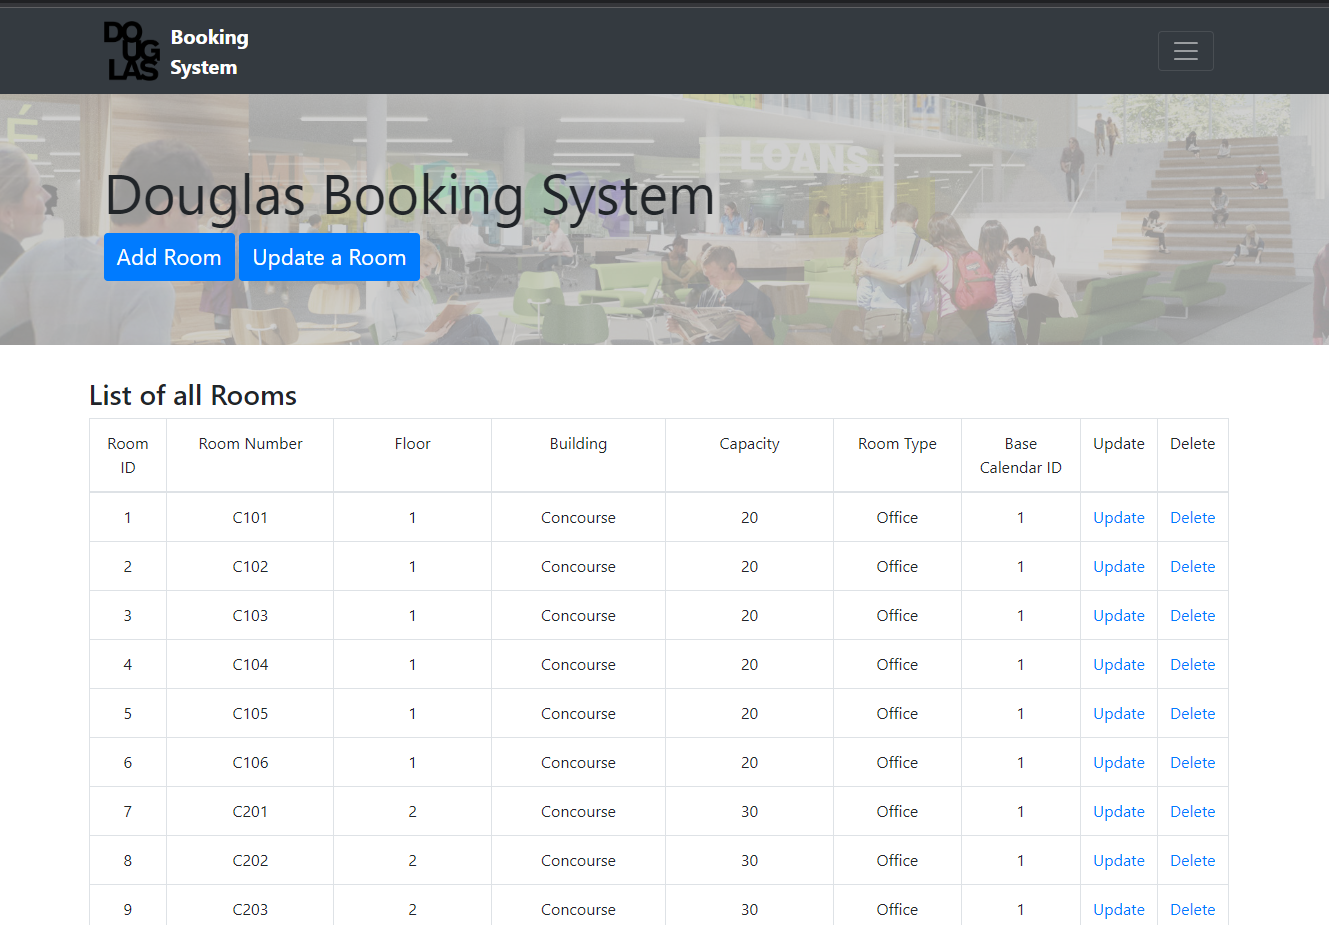 DOUGLAS
Booking
System
É
LOANS
Douglas Booking System
Add Room Update a Room
List of all Rooms
Room ID Room Number Floor Building Capacity Room Type Base Calendar ID Update Delete
1 C101 1 Concourse 20 Office 1 Update Delete
2 C102 1 Concourse 20 Office 1 Update Delete
3 C103 1 Concourse 20 Office 1 Update Delete
4 C104 1 Concourse 20 Office 1 Update Delete
5 C105 1 Concourse 20 Office 1 Update Delete
6 C106 1 Concourse 20 Office 1 Update Delete
7 C201 2 Concourse 30 Office 1 Update Delete
8 C202 2 Concourse 30 Office 1 Update Delete
9 C203 2 Concourse 30 Office 1 Update Delete